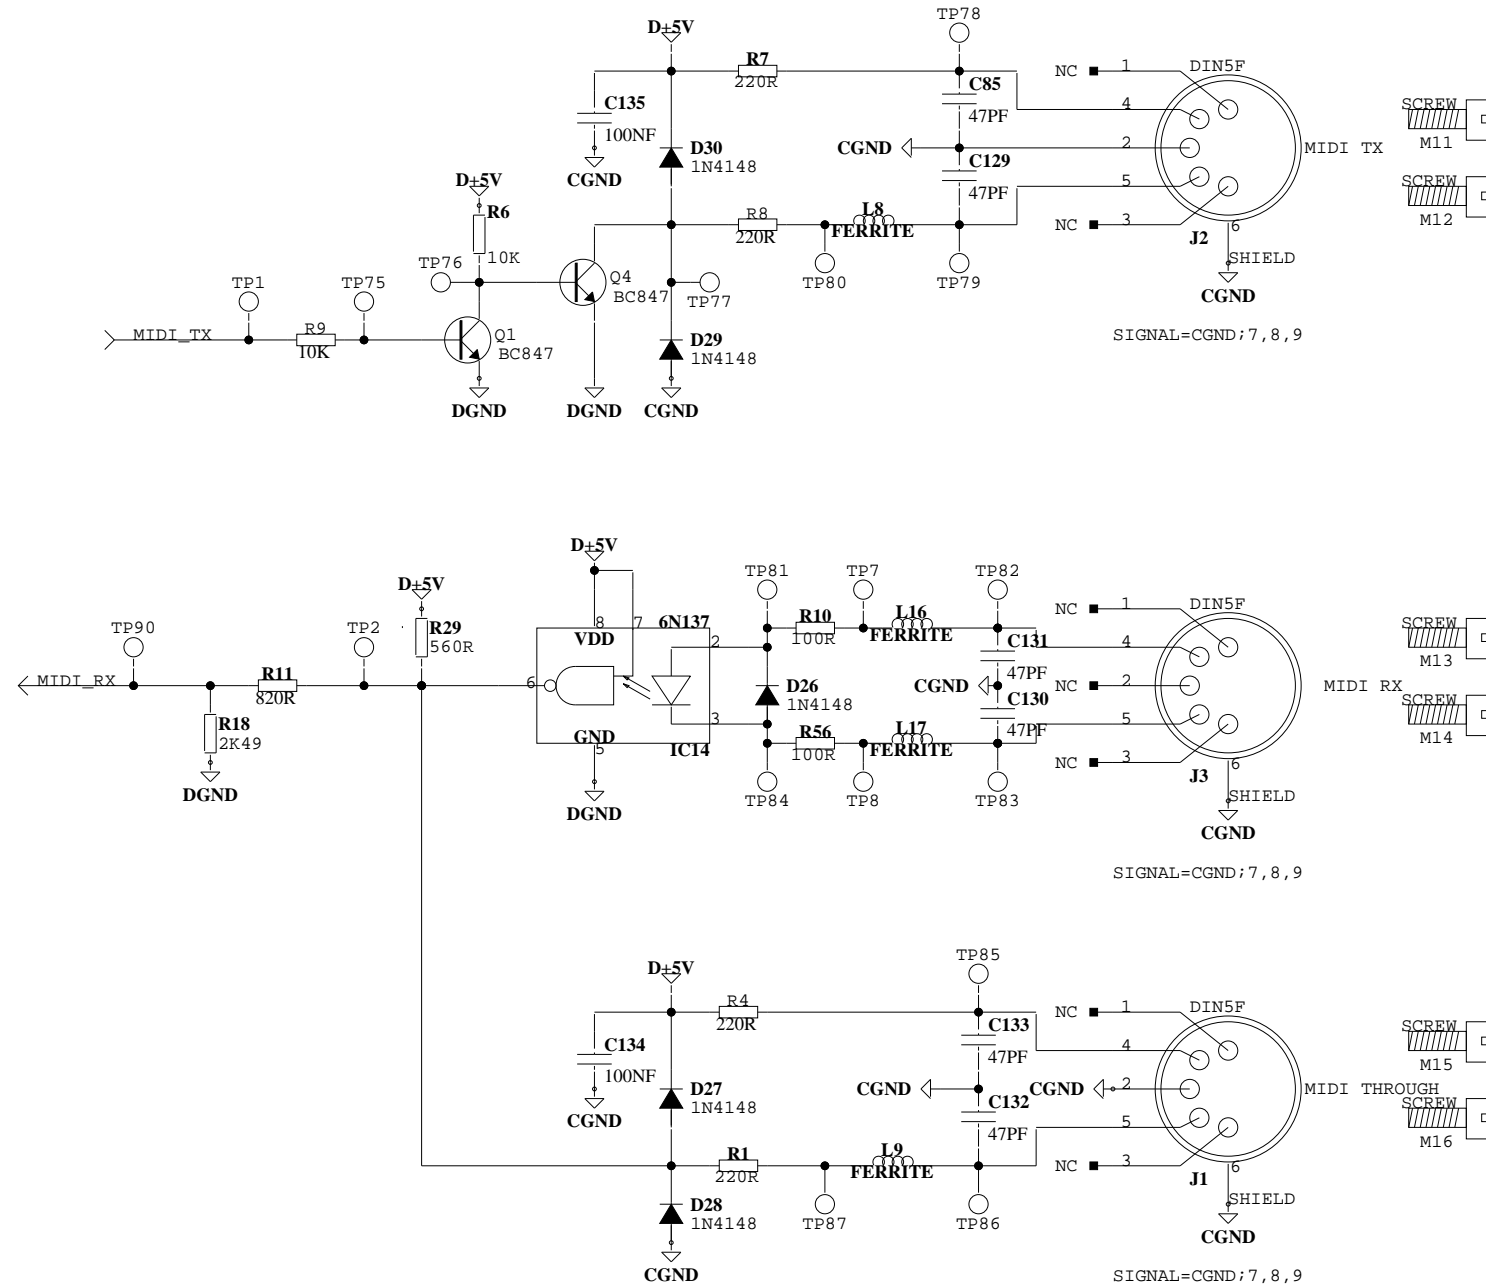 TP78
D+5V
R7
220R
NC
1
DIN5F
C135
100NF
C85
47PF
4
SCREW
M11
CGND
D30
1N4148
CGND
2
MIDI TX
C129
47PF
D+5V
R6
10K
5
SCREW
M12
R8
220R
L8
FERRITE
NC
3
J2
6
SHIELD
CGND
TP76
Q4
BC847
TP77
TP80
TP79
TP1
TP75
MIDI_TX
R9
10K
Q1
BC847
D29
1N4148
SIGNAL=CGND;7,8,9
DGND
DGND
CGND
D+5V
TP81
TP7
TP82
D+5V
NC
1
DIN5F
TP90
TP2
R29
560R
8
7
6N137
VDD
R10
100R
L16
FERRITE
C131
47PF
4
SCREW
M13
2
MIDI_RX
R11
820R
6
D26
1N4148
CGND
NC
2
MIDI RX
C130
47PF
R18
2K49
3
GND
5
IC14
R56
100R
L17
FERRITE
5
SCREW
M14
NC
3
J3
6
SHIELD
CGND
DGND
DGND
TP84
TP8
TP83
SIGNAL=CGND;7,8,9
D+5V
TP85
R4
220R
NC
1
DIN5F
C134
100NF
C133
47PF
4
SCREW
M15
CGND
D27
1N4148
CGND
CGND
2
MIDI THROUGH
C132
47PF
5
SCREW
M16
R1
220R
L9
FERRITE
NC
3
J1
6
SHIELD
CGND
D28
1N4148
TP87
TP86
CGND
SIGNAL=CGND;7,8,9